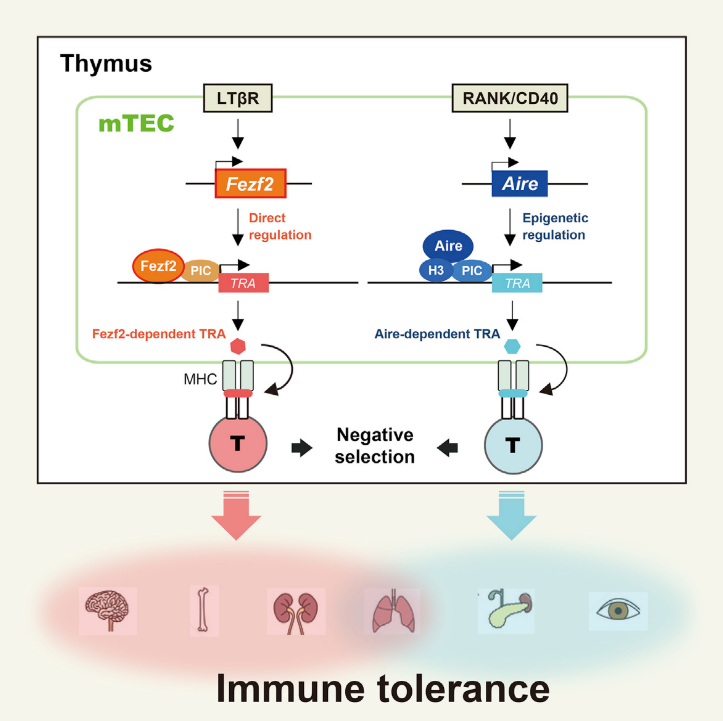 Thymus
LTβR
RANK/CD40
mTEC
Fezf2
Aire
Direct
regulation
Epigenetic
regulation
Fezf2
PIC
TRA
Aire
H3
PIC
TRA
Fezf2-dependent TRA
Aire-dependent TRA
MHC
T
Negative
selection
T
Immune tolerance